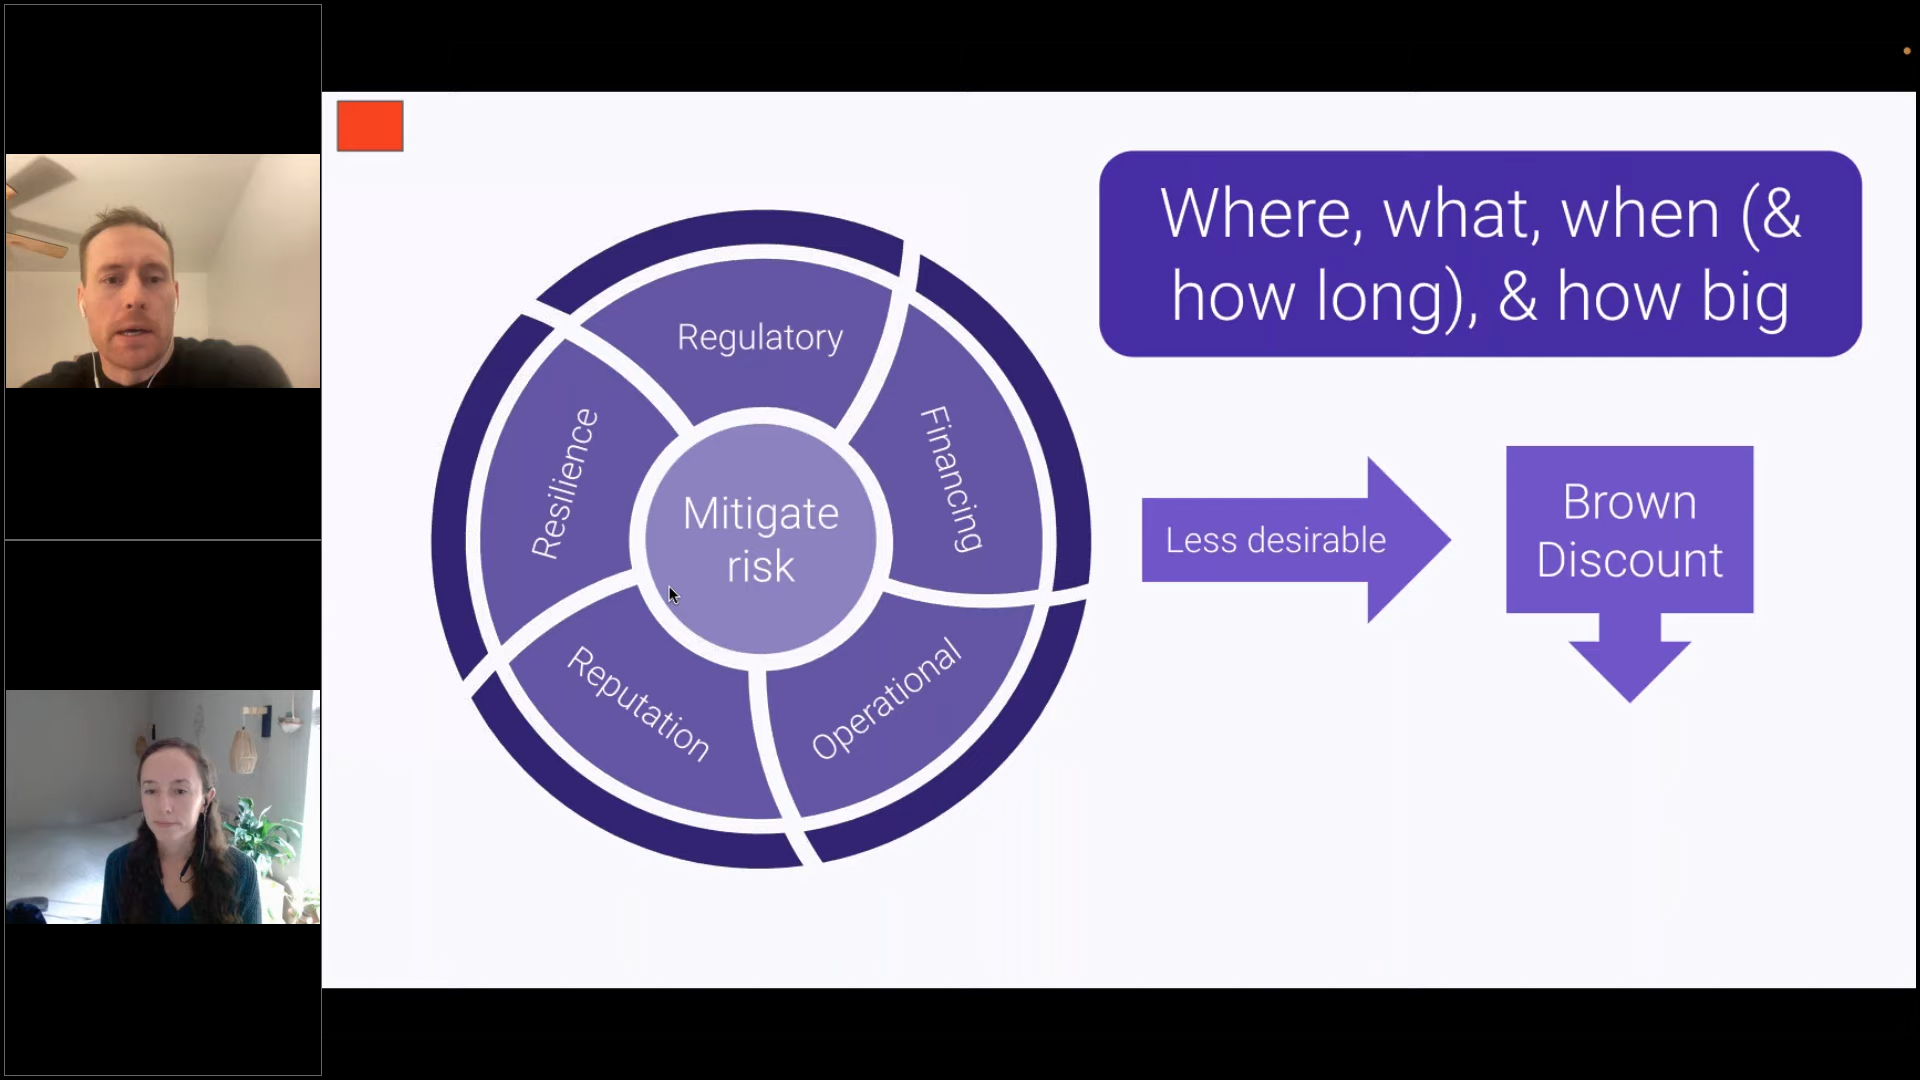 Where, what, when (&
how long), & how big
Regulatory
Financing
Resilience
Mitigate
risk
Operational
Reputation
Less desirable
Brown
Discount